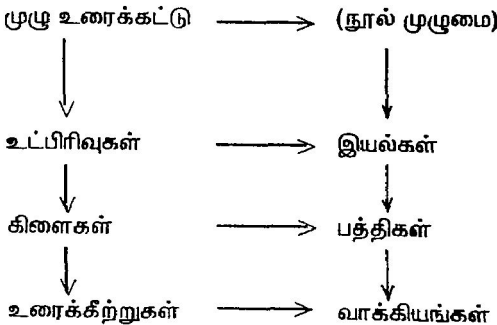 முழு உரைக்கட்டு (நூல் முழுமை)
உட்பிரிவுகள் இயல்கள்
கிளைகள் பத்திகள்
உரைக்கீற்றுகள் வாக்கியங்கள்